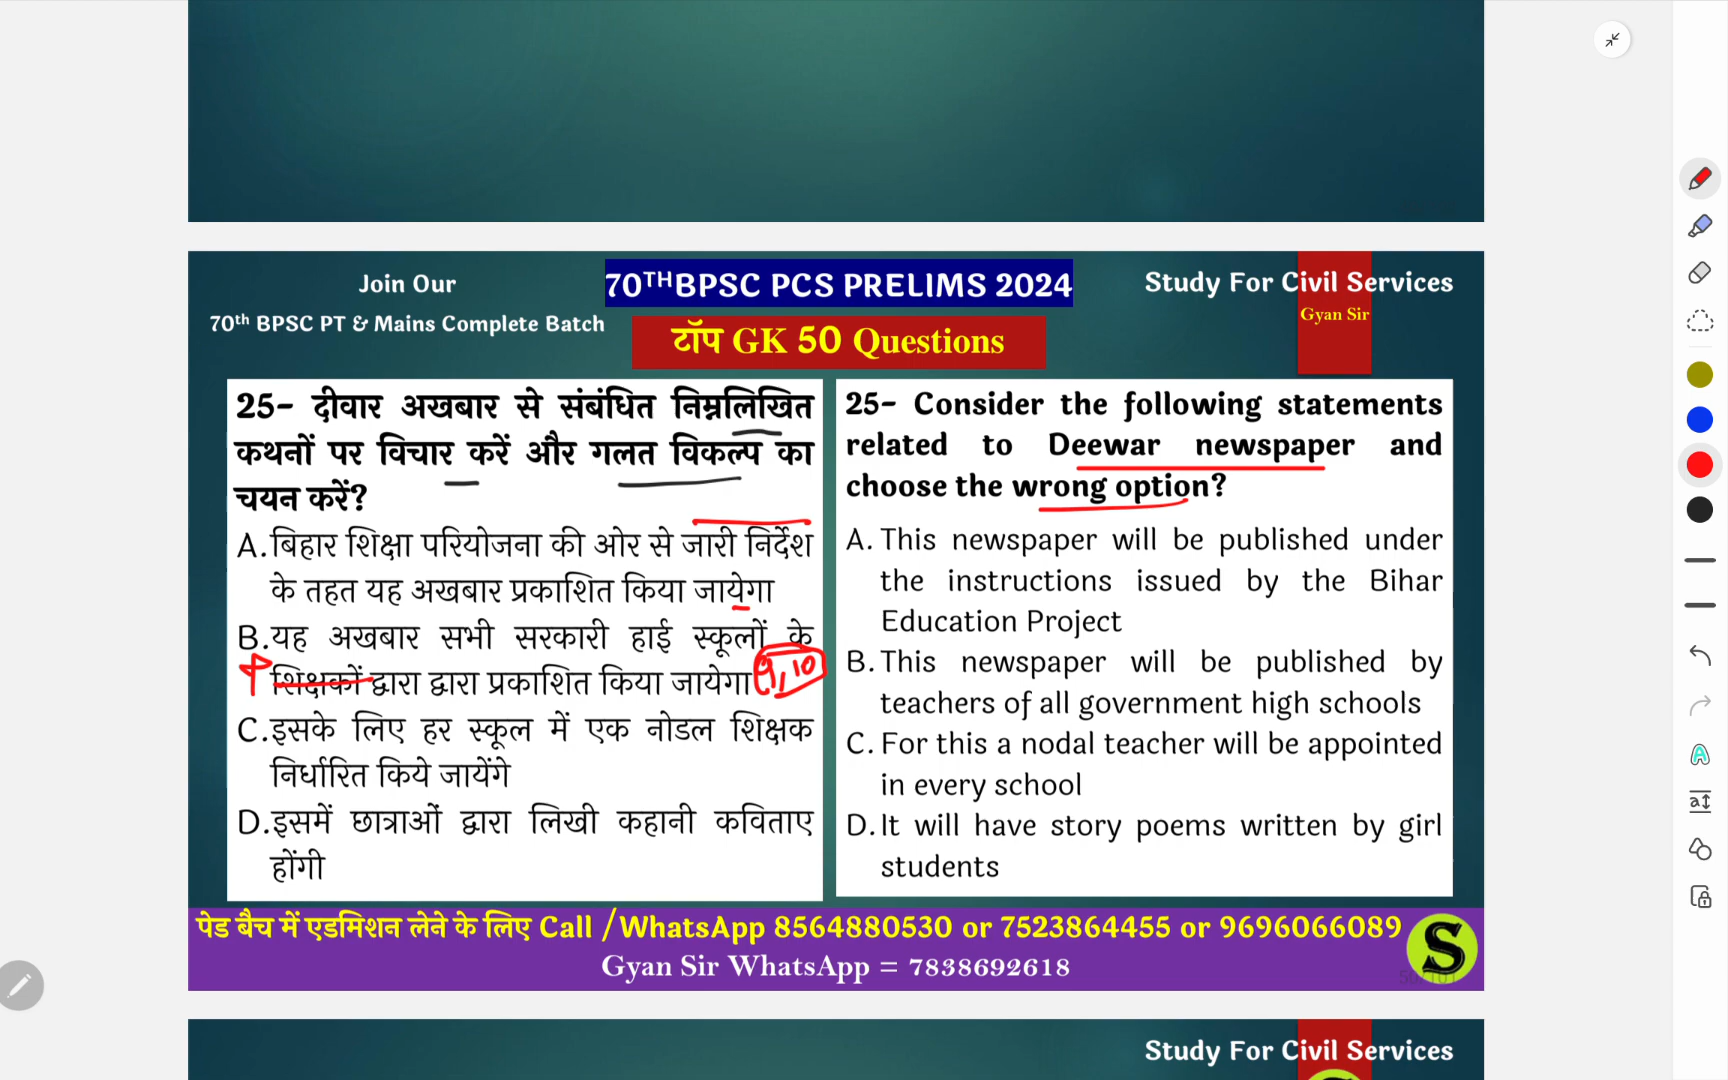 Join Our
70th BPSC PT & Mains Complete Batch
70THBPSC PCS PRELIMS 2024
टॉप GK 50 Questions
Study For Civil Services
Gyan Sir
25- दीवार अखबार से संबंधित निम्नलिखित
कथनों पर विचार करें और गलत विकल्प का
चयन करें?
A.बिहार शिक्षा परियोजना की ओर से जारी निर्देश
के तहत यह अखबार प्रकाशित किया जायेगा
B.यह अखबार सभी सरकारी हाई स्कूलों के
शिक्षकों द्वारा द्वारा प्रकाशित किया जायेगा 9, 10
C.इसके लिए हर स्कूल में एक नोडल शिक्षक
निर्धारित किये जायेंगे
D.इसमें छात्राओं द्वारा लिखी कहानी कविताए
होंगी
25- Consider the following statements
related to Deewar newspaper and
choose the wrong option?
A. This newspaper will be published under
the instructions issued by the Bihar
Education Project
B. This newspaper will be published by
teachers of all government high schools
C. For this a nodal teacher will be appointed
in every school
D. It will have story poems written by girl
students
पेड बैच में एडमिशन लेने के लिए Call /WhatsApp 8564880530 or 7523864455 or 9696066089
Gyan Sir WhatsApp = 7838692618
S
Study For Civil Services